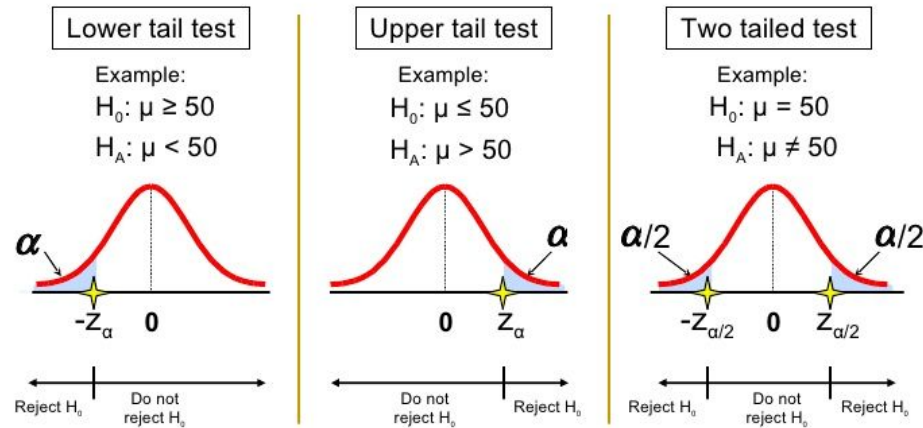 Lower tail test
Example:
H₀: μ ≥ 50
Hₐ: μ < 50
α
-zα
0
Reject H₀
Do not
reject H₀
Upper tail test
Example:
H₀: μ ≤ 50
Hₐ: μ > 50
α
0
zα
Do not
reject H₀
Reject H₀
Two tailed test
Example:
H₀: μ = 50
Hₐ: μ ≠ 50
α/2
α/2
-zα/2
0
zα/2
Reject H₀
Do not
reject H₀
Reject H₀